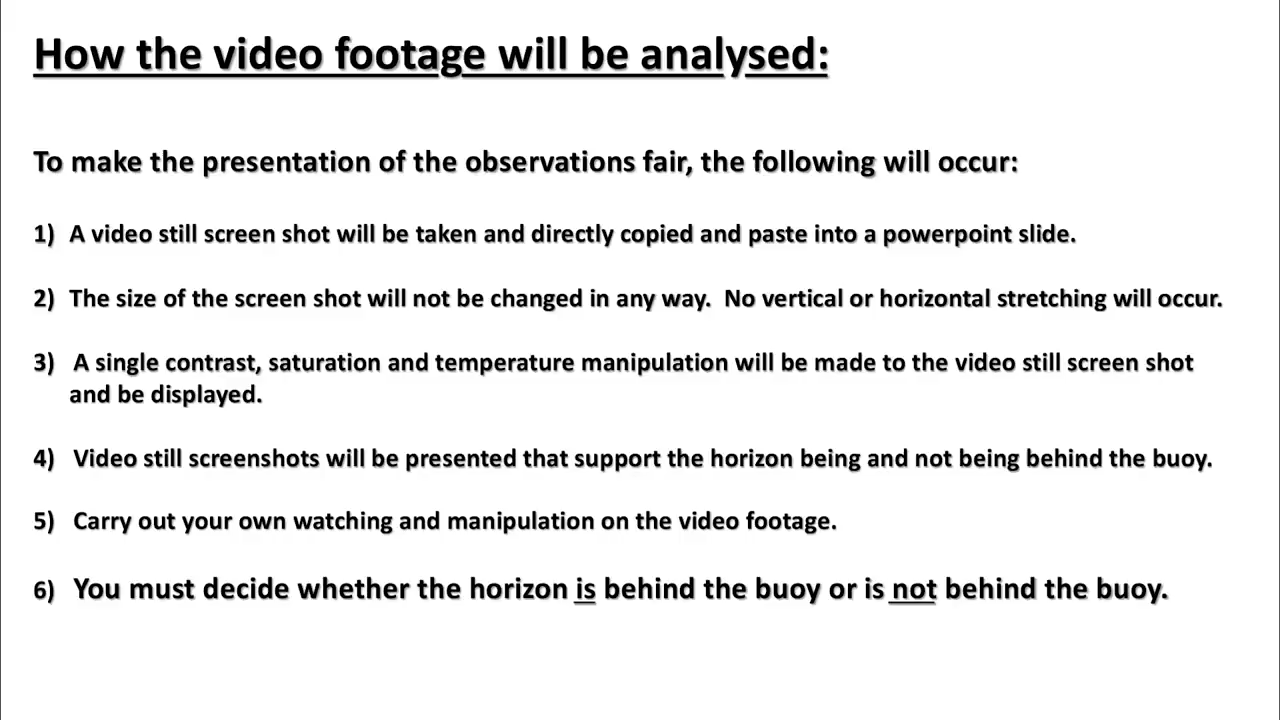 How the video footage will be analysed:
To make the presentation of the observations fair, the following will occur:
1) A video still screen shot will be taken and directly copied and paste into a powerpoint slide.
2) The size of the screen shot will not be changed in any way. No vertical or horizontal stretching will occur.
3) A single contrast, saturation and temperature manipulation will be made to the video still screen shot
and be displayed.
4) Video still screenshots will be presented that support the horizon being and not being behind the buoy.
5) Carry out your own watching and manipulation on the video footage.
6) You must decide whether the horizon is behind the buoy or is not behind the buoy.